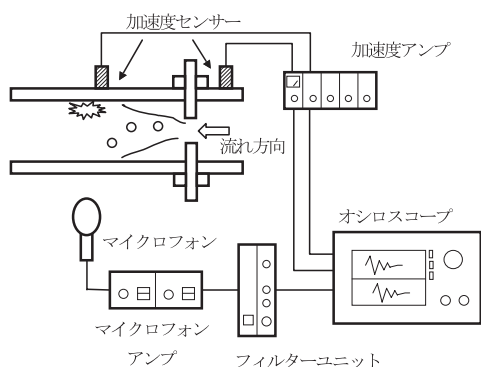 加速度センサー
加速度アンプ
流れ方向
オシロスコープ
マイクロフォン
マイクロフォン
アンプ
フィルターユニット